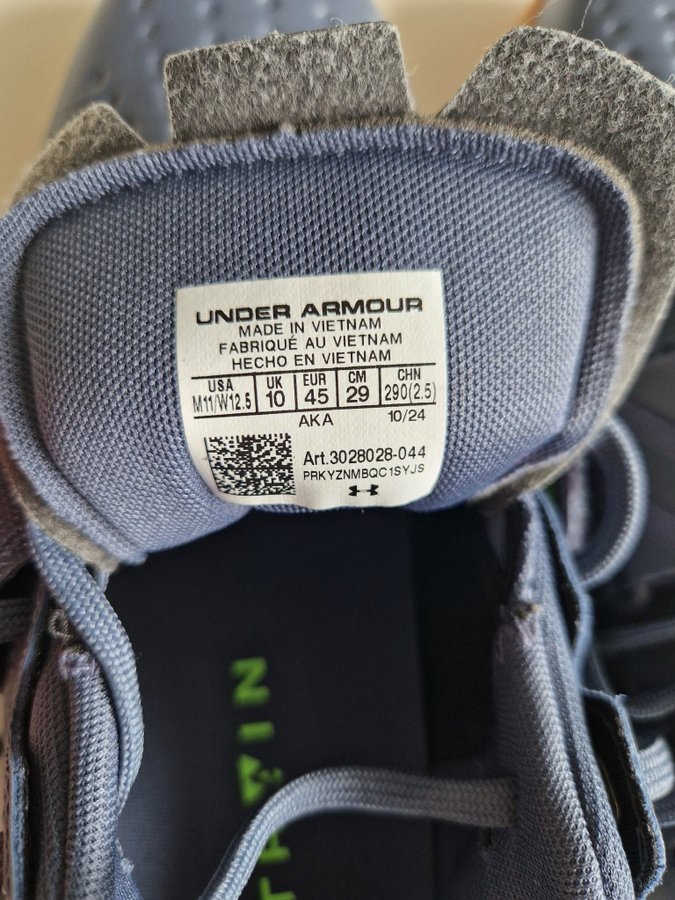 UNDER ARMOUR
MADE IN VIETNAM
FABRIQUÉ AU VIETNAM
HECHO EN VIETNAM
USA UK EUR CM CHN
M11/W12.5 10 45 29 290(2.5)
AKA 10/24
Art.3028028-044
PRKYZNMBQC1SYJS